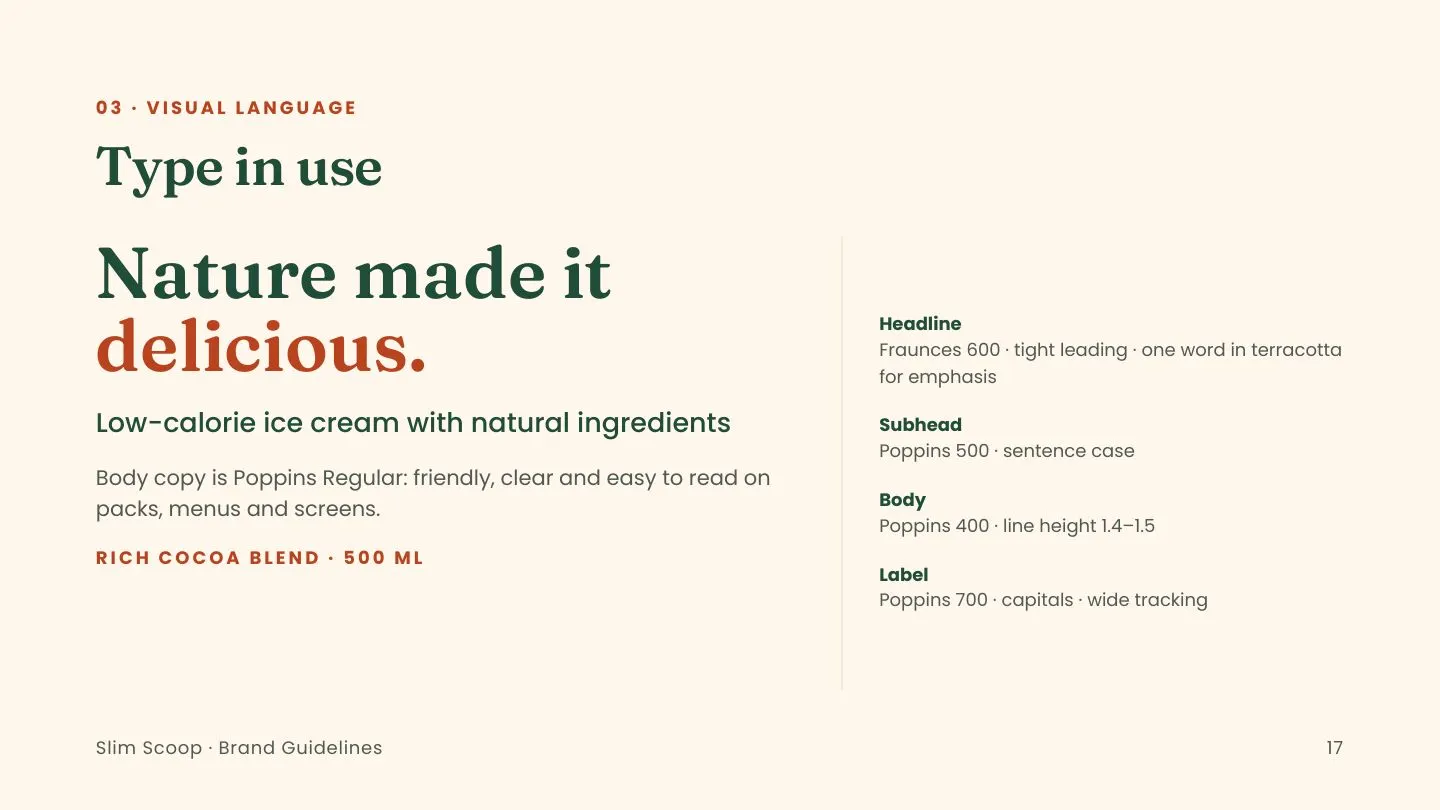 03 · VISUAL LANGUAGE
Type in use
Nature made it
delicious.
Low-calorie ice cream with natural ingredients
Body copy is Poppins Regular: friendly, clear and easy to read on
packs, menus and screens.
RICH COCOA BLEND · 500 ML
Headline
Fraunces 600 · tight leading · one word in terracotta
for emphasis
Subhead
Poppins 500 · sentence case
Body
Poppins 400 · line height 1.4–1.5
Label
Poppins 700 · capitals · wide tracking
Slim Scoop · Brand Guidelines
17